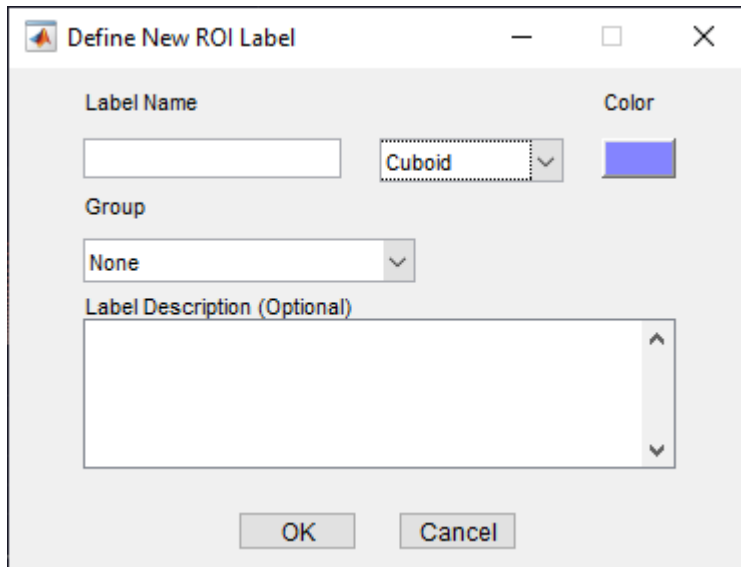 Define New ROI Label
Label Name
Color
Cuboid
Group
None
Label Description (Optional)
OK
Cancel